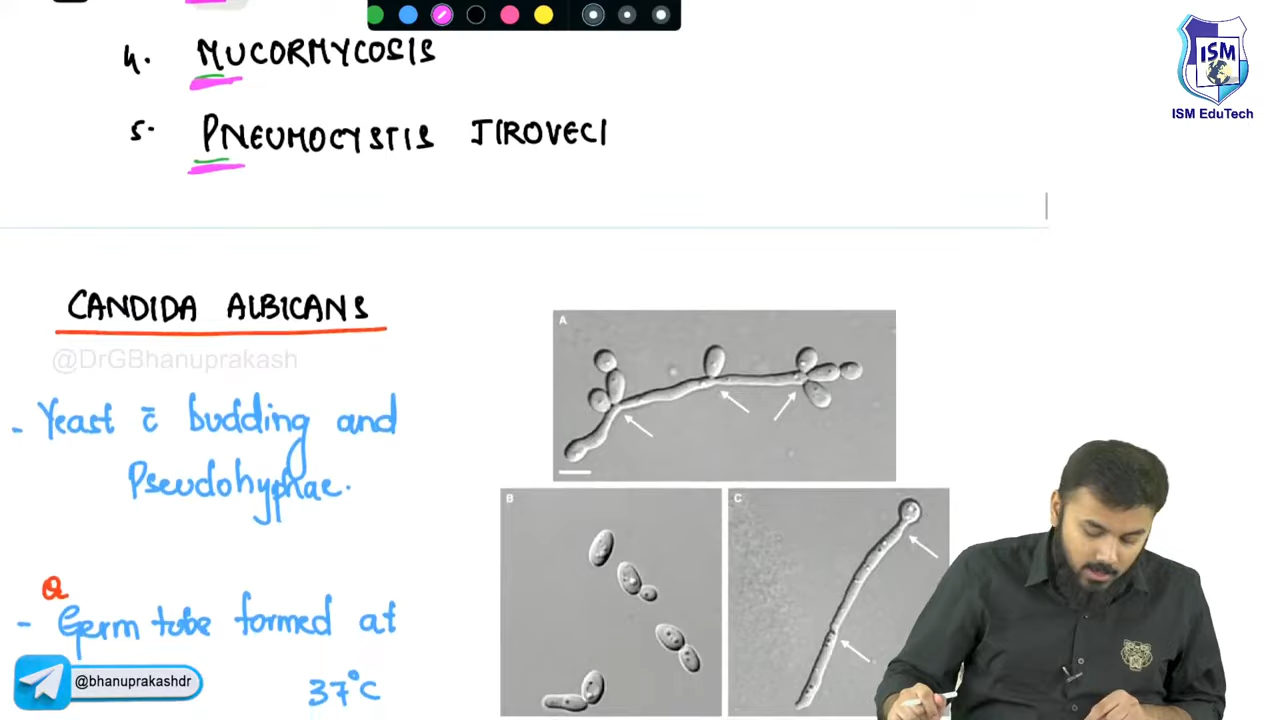 4. MUCORMYCOSIS
ISM
ISM EduTech
5. PNEUMOCYSTIS JIROVECI
CANDIDA ALBICANS
@DrGBhanuprakash
- Yeast c̄ budding and
Pseudohyphae.
A
B
C
Q
- Germ tube formed at
37°C
@bhanuprakashdr